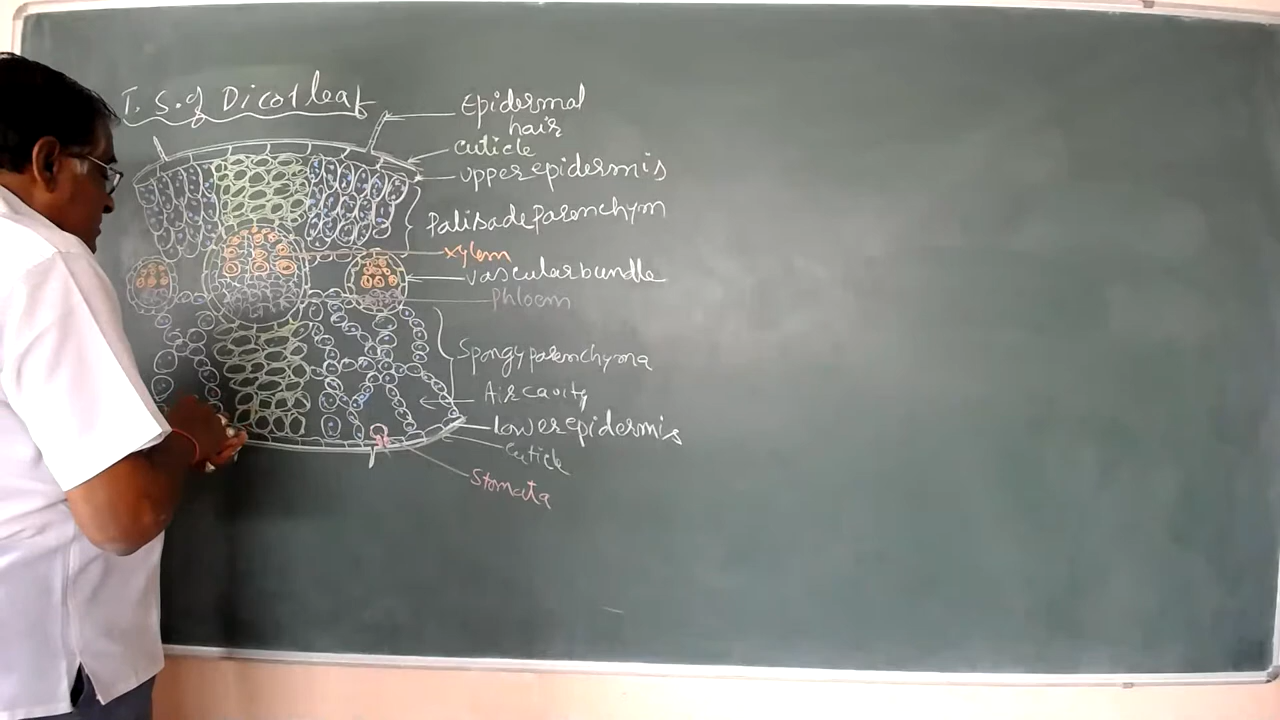 T. S. of Dicot leaf
Epidermal
hair
cuticle
upper epidermis
Palisade parenchym
xylem
vascular bundle
Phloem
Spongy parenchyma
Air cavity
Lower epidermis
cuticle
Stomata